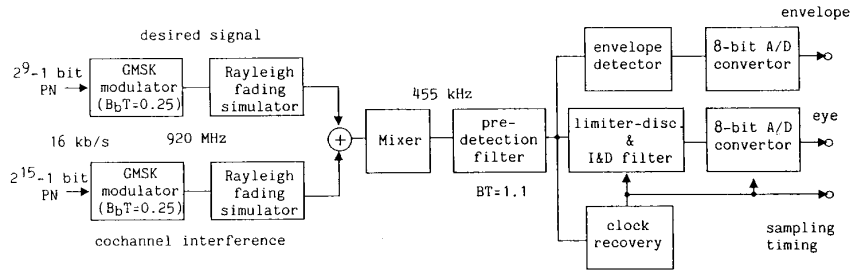 envelope
desired signal
2⁹-1 bit
PN
GMSK
modulator
(BbT=0.25)
Rayleigh
fading
simulator
envelope
detector
8-bit A/D
convertor
455 kHz
16 kb/s
920 MHz
+
Mixer
pre-
detection
filter
limiter-disc.
&
I&D filter
8-bit A/D
convertor
eye
2¹⁵-1 bit
PN
GMSK
modulator
(BbT=0.25)
Rayleigh
fading
simulator
BT=1.1
clock
recovery
sampling
timing
cochannel interference